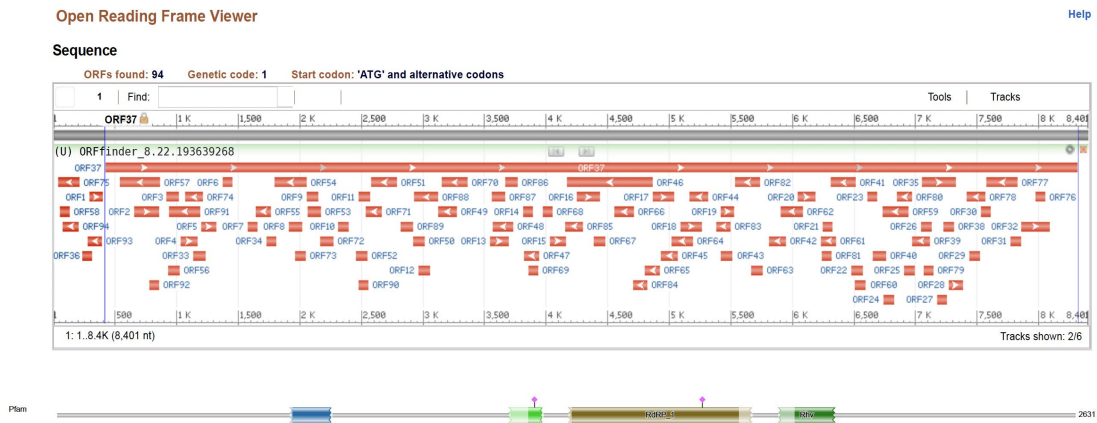 Open Reading Frame Viewer
Help
Sequence
ORFs found: 94 Genetic code: 1 Start codon: 'ATG' and alternative codons
1 Find: Tools Tracks
1 ORF37 1 K 1,500 2 K 2,500 3 K 3,500 4 K 4,500 5 K 5,500 6 K 6,500 7 K 7,500 8 K 8,401
(U) ORFfinder_8.22.193639268
ORF37 ORF37
ORF75 ORF57 ORF6 ORF54 ORF51 ORF70 ORF86 ORF46 ORF82 ORF41 ORF35 ORF77
ORF1 ORF3 ORF74 ORF9 ORF11 ORF88 ORF87 ORF16 ORF17 ORF44 ORF20 ORF23 ORF80 ORF78 ORF76
ORF58 ORF2 ORF91 ORF55 ORF53 ORF71 ORF49 ORF14 ORF68 ORF66 ORF19 ORF62 ORF59 ORF30
ORF94 ORF5 ORF7 ORF8 ORF10 ORF89 ORF48 ORF85 ORF18 ORF83 ORF21 ORF26 ORF38 ORF32
ORF93 ORF4 ORF34 ORF72 ORF50 ORF13 ORF15 ORF67 ORF64 ORF42 ORF61 ORF39 ORF31
ORF36 ORF33 ORF73 ORF52 ORF47 ORF45 ORF43 ORF81 ORF40 ORF29
ORF56 ORF12 ORF69 ORF65 ORF63 ORF22 ORF25 ORF79
ORF92 ORF90 ORF84 ORF60 ORF28
ORF24 ORF27
1 500 1 K 1,500 2 K 2,500 3 K 3,500 4 K 4,500 5 K 5,500 6 K 6,500 7 K 7,500 8 K 8,401
1: 1..8.4K (8,401 nt) Tracks shown: 2/6
Pfam RdRP_1 Rhv 2631